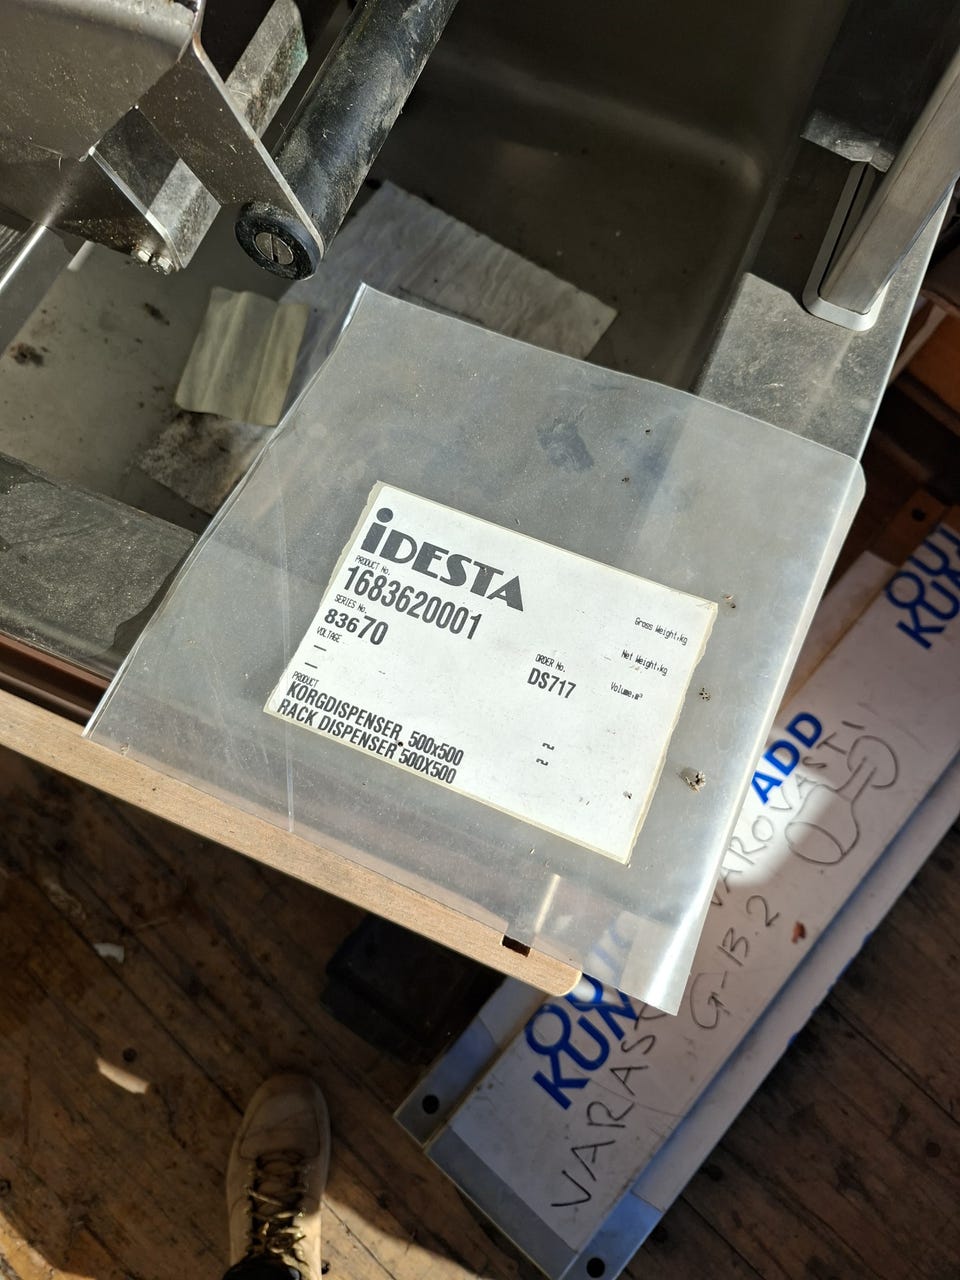 iDESTA
PRODUCT No.
1683620001
SERIES No.
83670
VOLTAGE
ORDER No.
DS717
Gross Weight,kg
Net Weight,kg
Volume,m³
PRODUCT
KORGDISPENSER 500x500
RACK DISPENSER 500X500
ADD
KUN
VAROVASTI
G-13.2